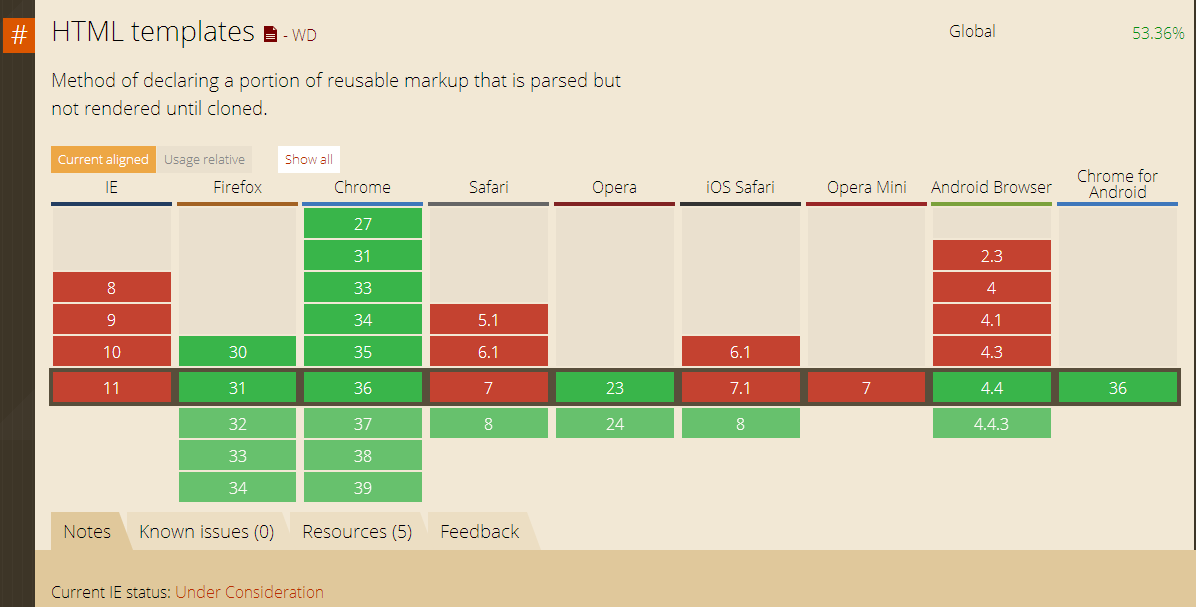 #
HTML templates - WD
Global 53.36%
Method of declaring a portion of reusable markup that is parsed but
not rendered until cloned.
Current aligned Usage relative Show all
IE Firefox Chrome Safari Opera iOS Safari Opera Mini Android Browser Chrome for
Android
27
31 2.3
8 33 4
9 34 5.1 4.1
10 30 35 6.1 6.1 4.3
11 31 36 7 23 7.1 7 4.4 36
32 37 8 24 8 4.4.3
33 38
34 39
Notes Known issues (0) Resources (5) Feedback
Current IE status: Under Consideration